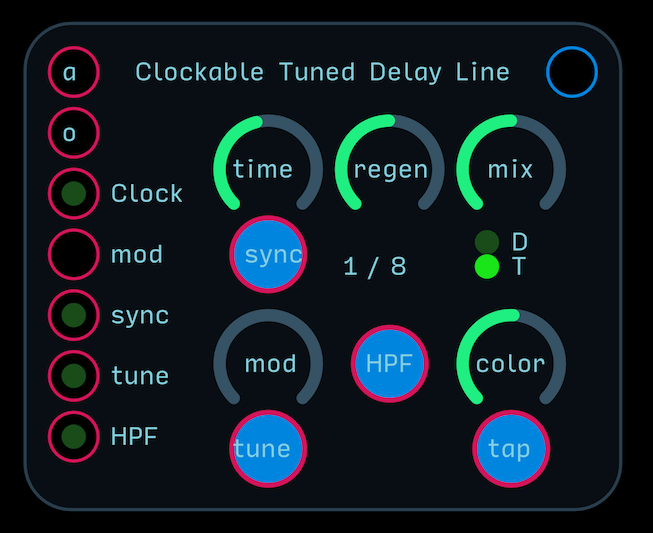 a
Clockable Tuned Delay Line
o
time
regen
mix
Clock
mod
sync
1 / 8
D
T
sync
tune
mod
HPF
color
HPF
tune
tap